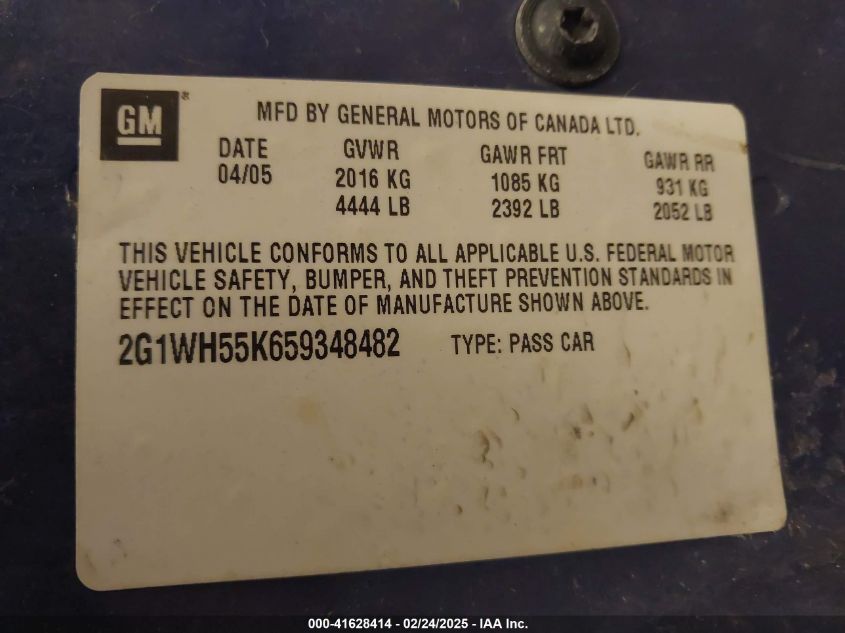 GM®
MFD BY GENERAL MOTORS OF CANADA LTD.
DATE GVWR GAWR FRT GAWR RR
04/05 2016 KG 1085 KG 931 KG
4444 LB 2392 LB 2052 LB
THIS VEHICLE CONFORMS TO ALL APPLICABLE U.S. FEDERAL MOTOR
VEHICLE SAFETY, BUMPER, AND THEFT PREVENTION STANDARDS IN
EFFECT ON THE DATE OF MANUFACTURE SHOWN ABOVE.
2G1WH55K659348482 TYPE: PASS CAR
000-41628414 - 02/24/2025 - IAA Inc.